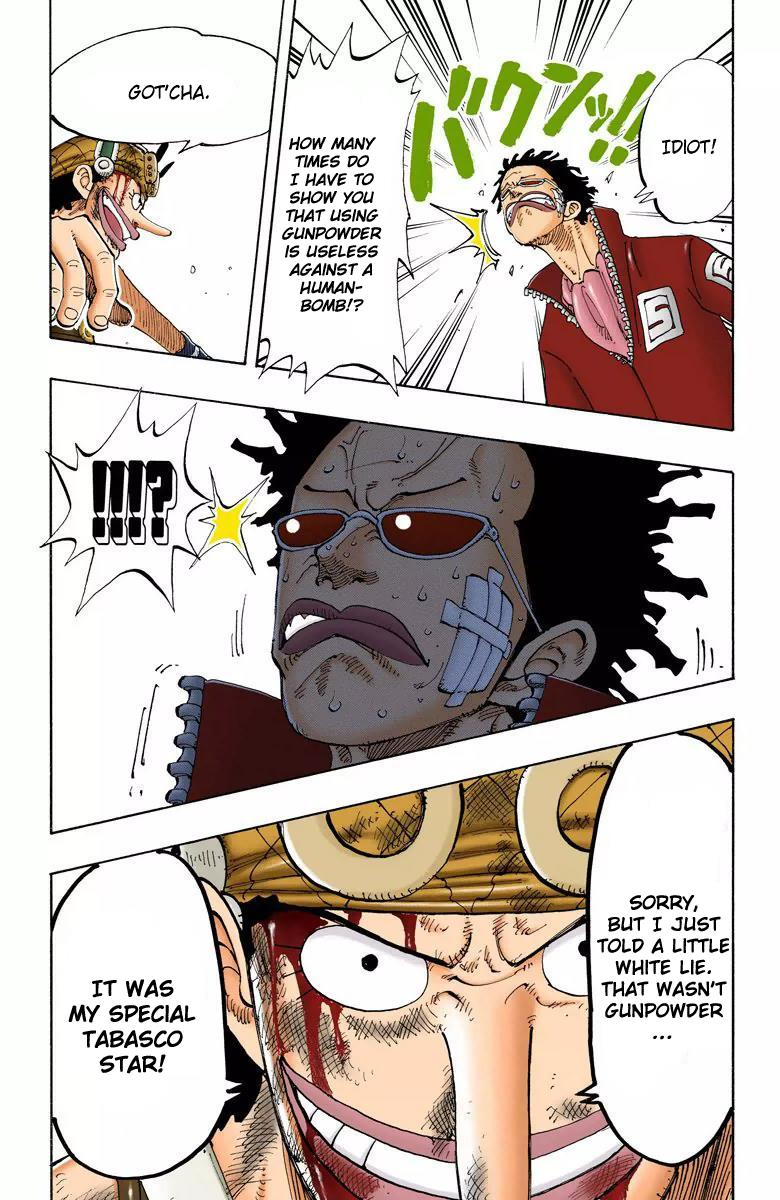 IDIOT!
バクンッ!!
HOW MANY
TIMES DO
I HAVE TO
SHOW YOU
THAT USING
GUNPOWDER
IS USELESS
AGAINST A
HUMAN-
BOMB!?
S
5
GOT'CHA.
!!!!?
SORRY,
BUT I JUST
TOLD A LITTLE
WHITE LIE.
THAT WASN'T
GUNPOWDER
...
IT WAS
MY SPECIAL
TABASCO
STAR!